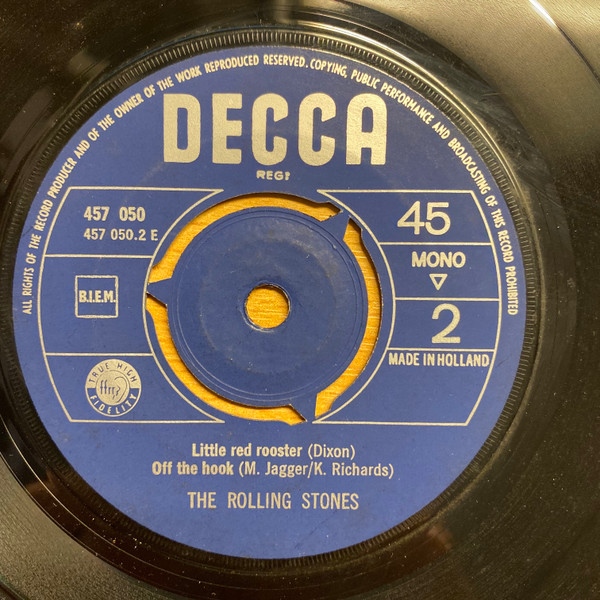 ALL RIGHTS OF THE RECORD PRODUCER AND OF THE OWNER OF THE WORK REPRODUCED RESERVED. COPYING, PUBLIC PERFORMANCE AND BROADCASTING OF THIS RECORD PROHIBITED
DECCA
REGD
457 050
457 050.2 E
45
MONO
B.I.E.M.
2
MADE IN HOLLAND
TRUE HIGH
ffrr
FIDELITY
Little red rooster (Dixon)
Off the hook (M. Jagger/K. Richards)
THE ROLLING STONES